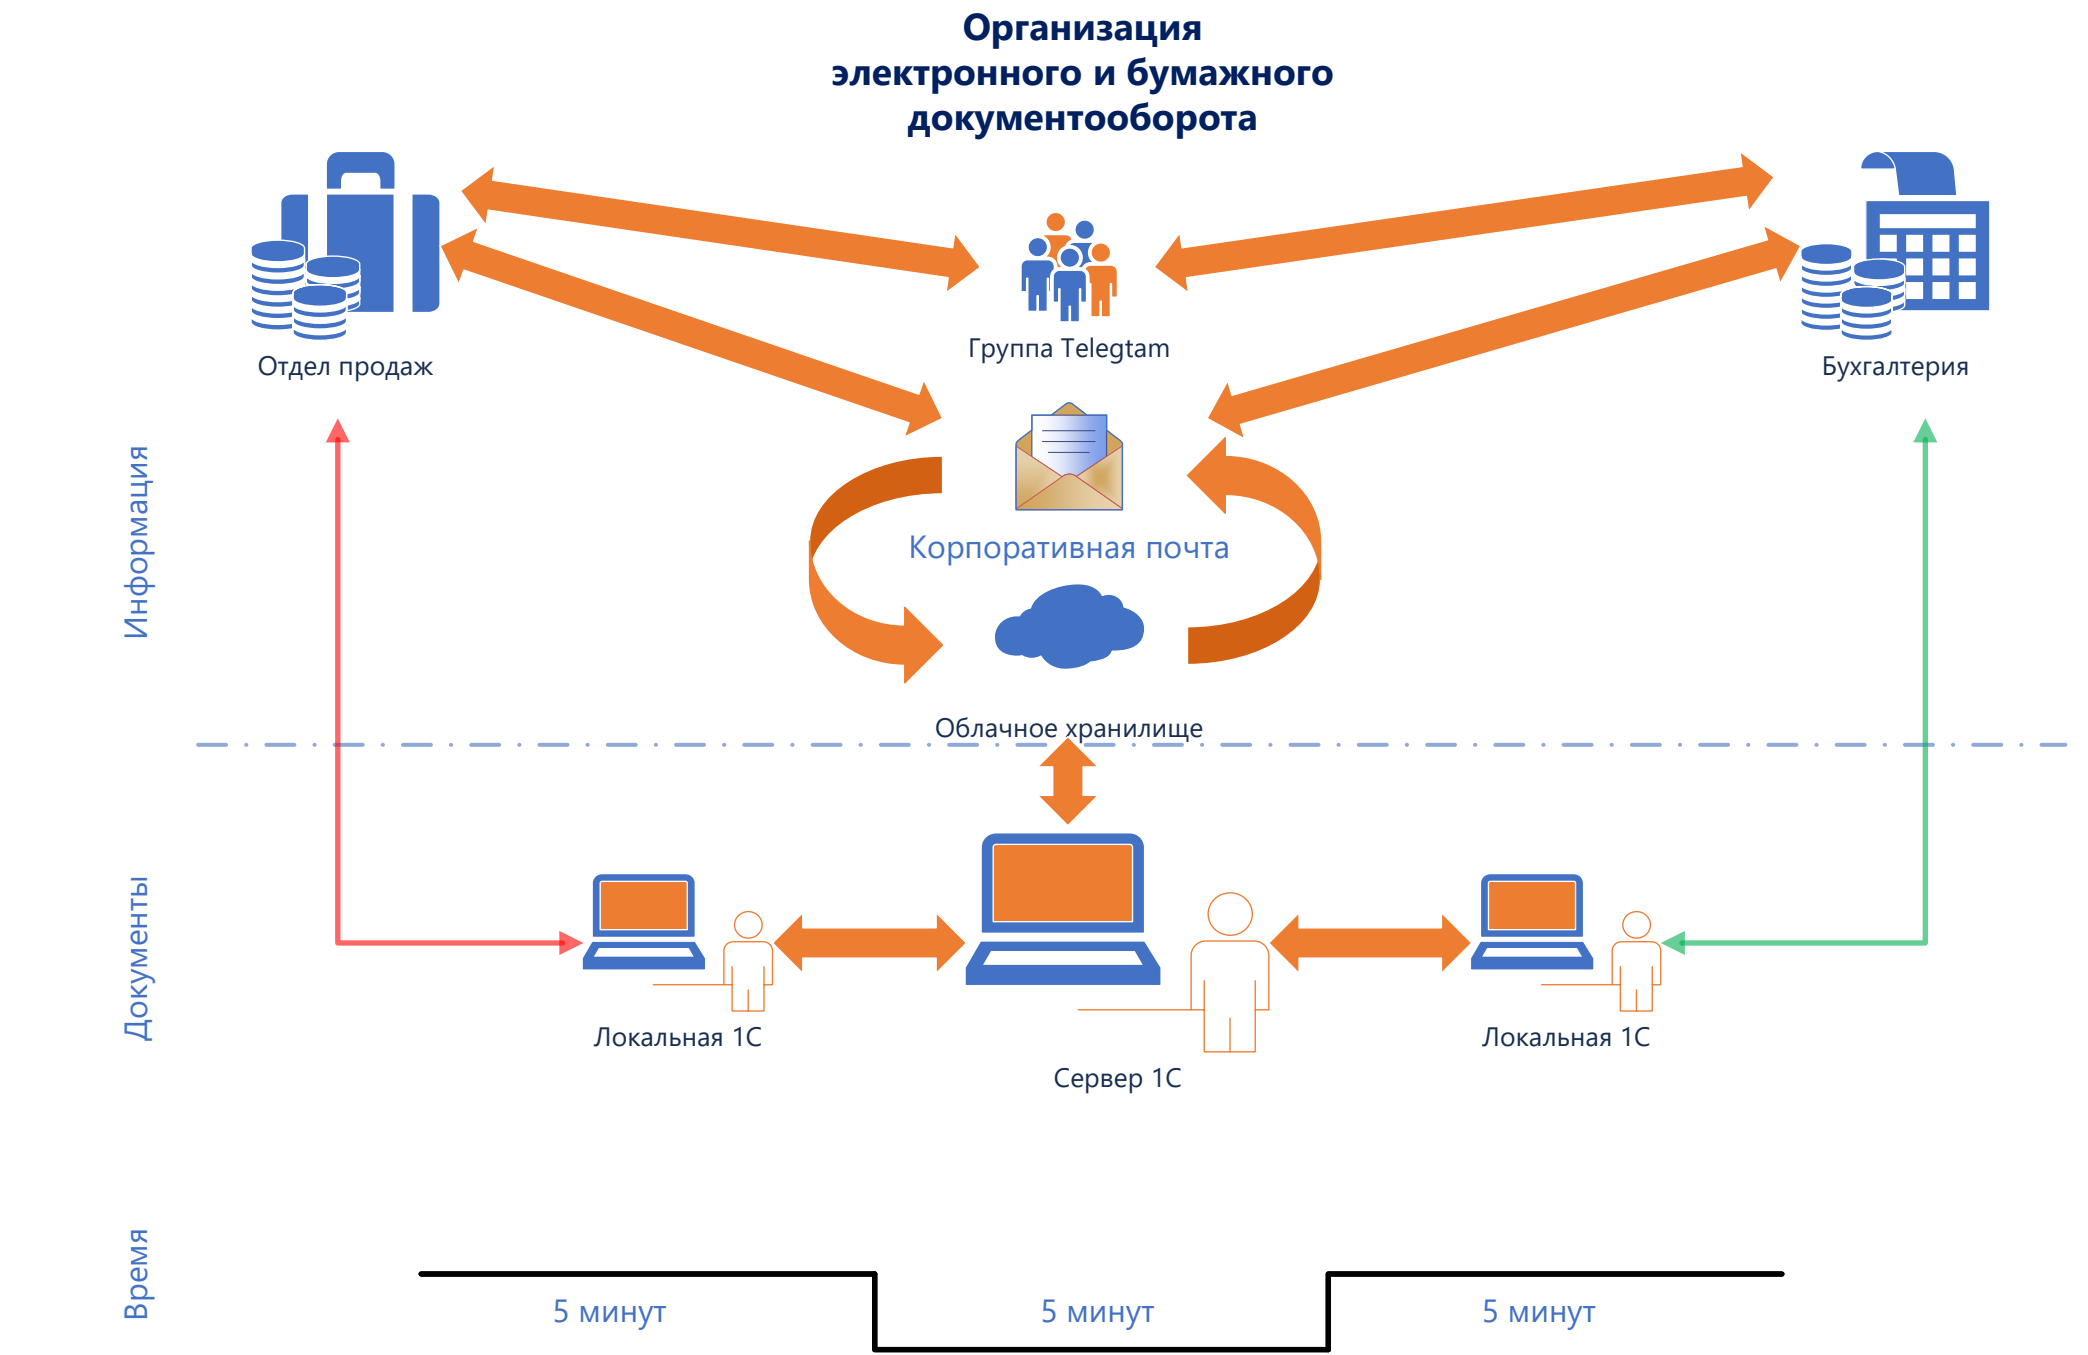 Организация
электронного и бумажного
документооборота
Группа Telegtam
Отдел продаж
Бухгалтерия
Информация
Корпоративная почта
Облачное хранилище
Документы
Локальная 1С
Локальная 1С
Сервер 1С
Время
5 минут
5 минут
5 минут